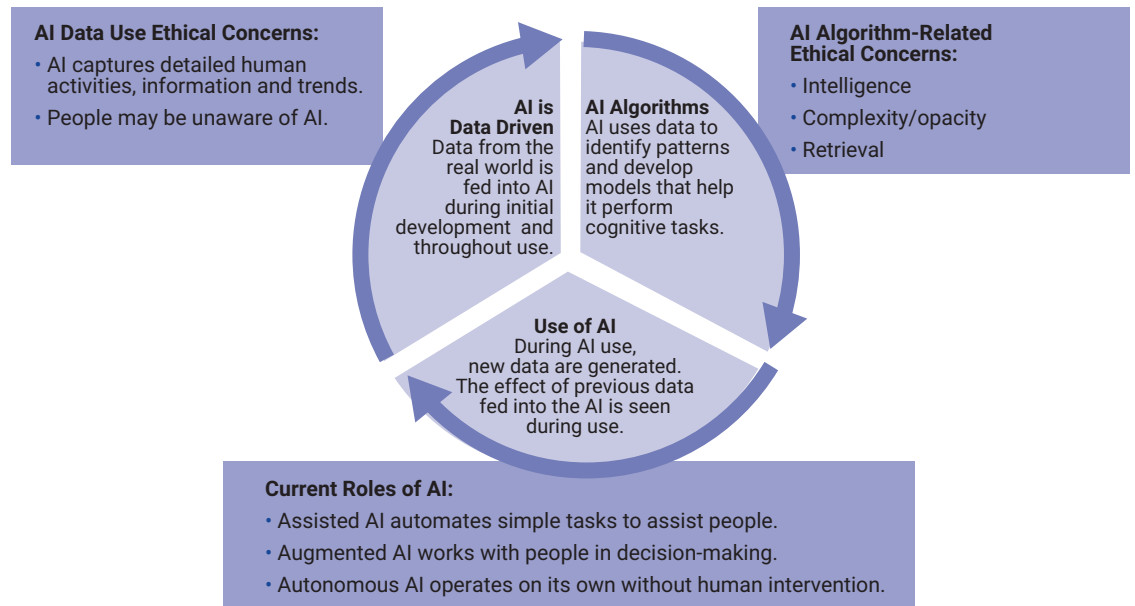 AI Data Use Ethical Concerns:
• AI captures detailed human
activities, information and trends.
• People may be unaware of AI.
AI Algorithm-Related
Ethical Concerns:
• Intelligence
• Complexity/opacity
• Retrieval
AI is
Data Driven
Data from the
real world is
fed into AI
during initial
development and
throughout use.
AI Algorithms
AI uses data to
identify patterns
and develop
models that help
it perform
cognitive tasks.
Use of AI
During AI use,
new data are generated.
The effect of previous data
fed into the AI is seen
during use.
Current Roles of AI:
• Assisted AI automates simple tasks to assist people.
• Augmented AI works with people in decision-making.
• Autonomous AI operates on its own without human intervention.